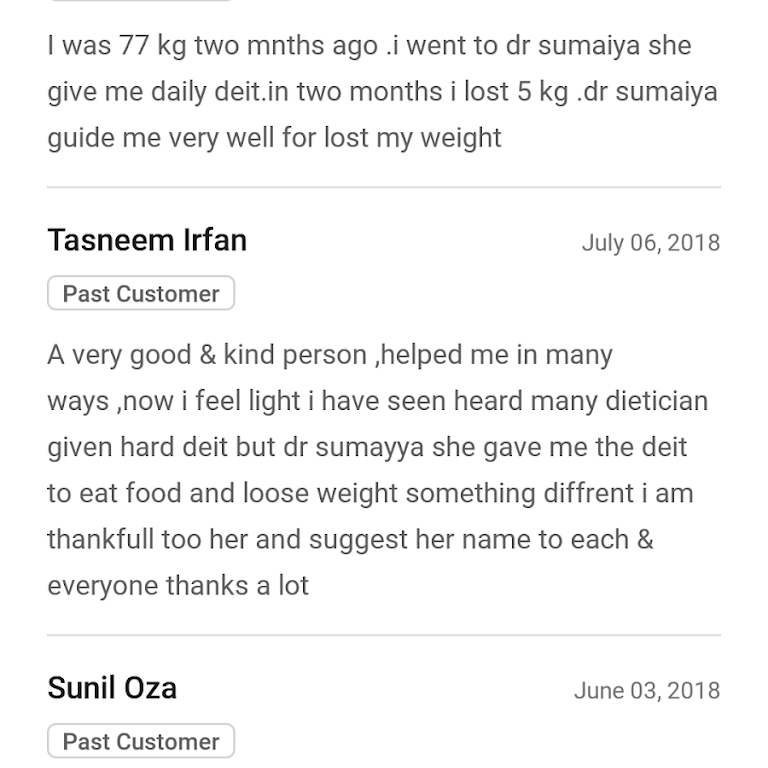 I was 77 kg two mnths ago .i went to dr sumaiya she
give me daily deit.in two months i lost 5 kg .dr sumaiya
guide me very well for lost my weight
Tasneem Irfan
July 06, 2018
Past Customer
A very good & kind person ,helped me in many
ways ,now i feel light i have seen heard many dietician
given hard deit but dr sumayya she gave me the deit
to eat food and loose weight something diffrent i am
thankfull too her and suggest her name to each &
everyone thanks a lot
Sunil Oza
June 03, 2018
Past Customer